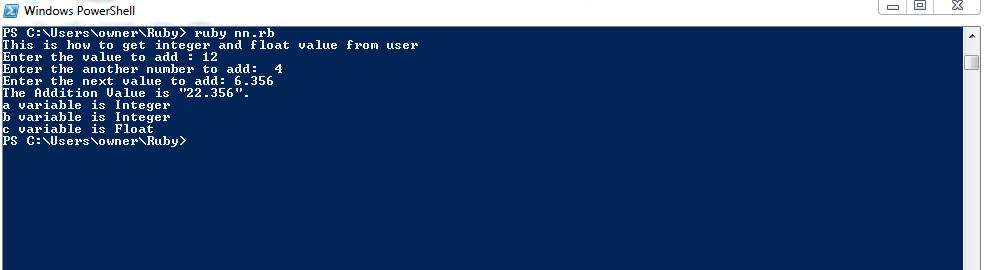 Windows PowerShell
PS C:\Users\owner\Ruby> ruby nn.rb
This is how to get integer and float value from user
Enter the value to add : 12
Enter the another number to add:  4
Enter the next value to add: 6.356
The Addition Value is "22.356".
a variable is Integer
b variable is Integer
c variable is Float
PS C:\Users\owner\Ruby>